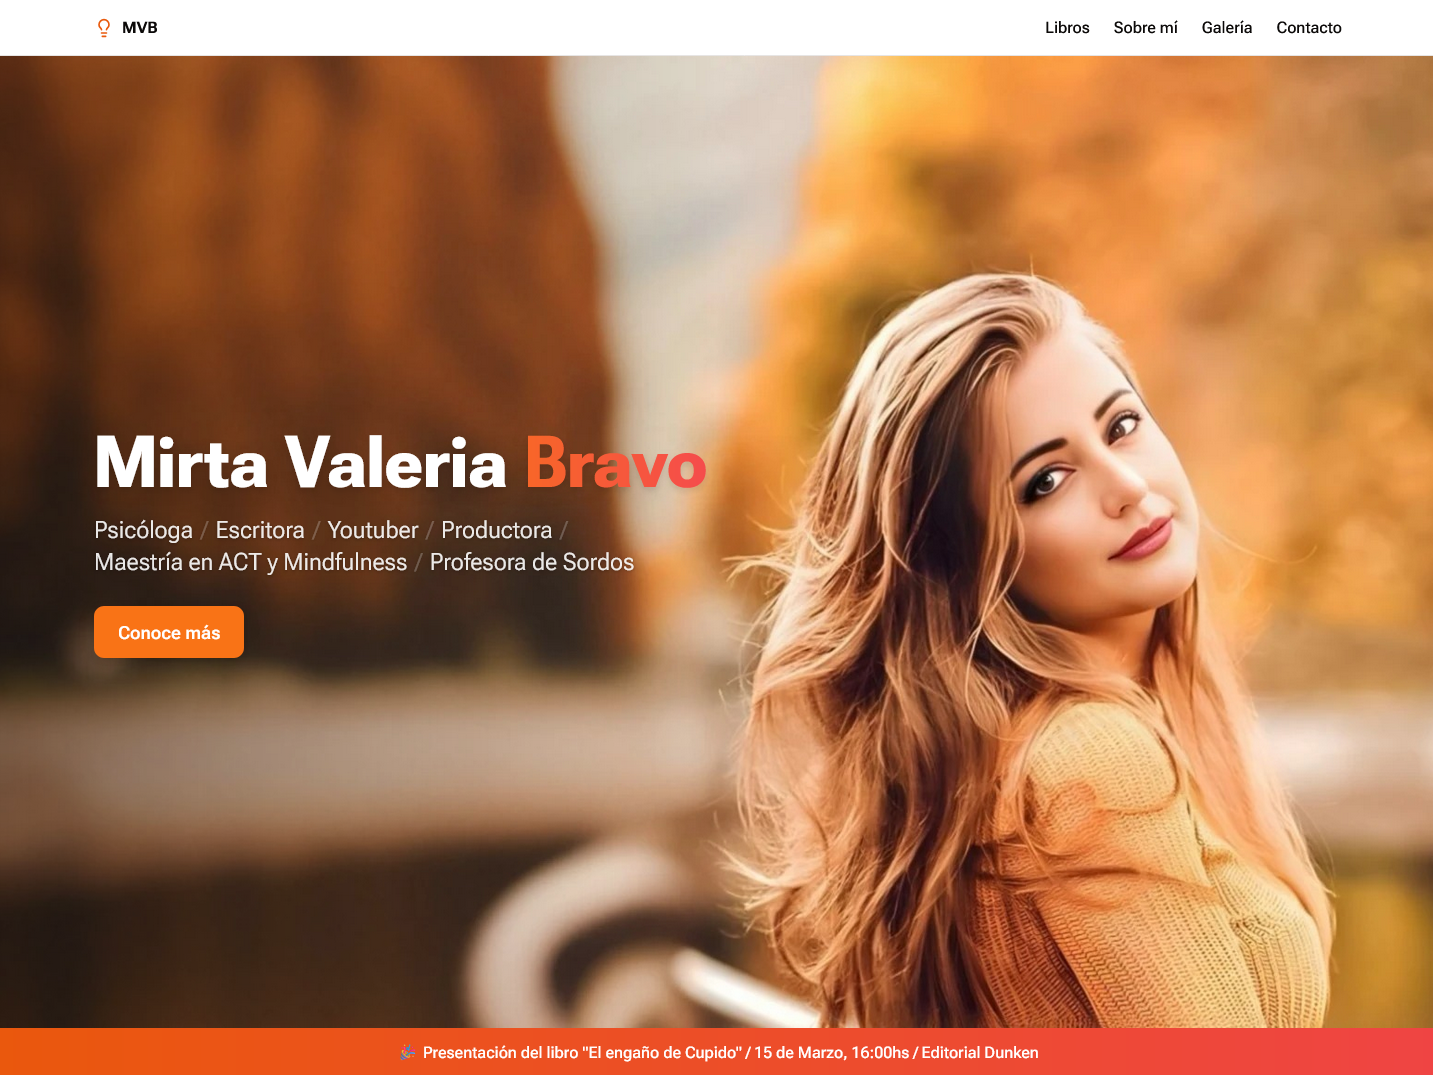 MVB
Libros
Sobre mí
Galería
Contacto
Mirta Valeria Bravo
Psicóloga / Escritora / Youtuber / Productora /
Maestría en ACT y Mindfulness / Profesora de Sordos
Conoce más
🎉 Presentación del libro "El engaño de Cupido" / 15 de Marzo, 16:00hs / Editorial Dunken